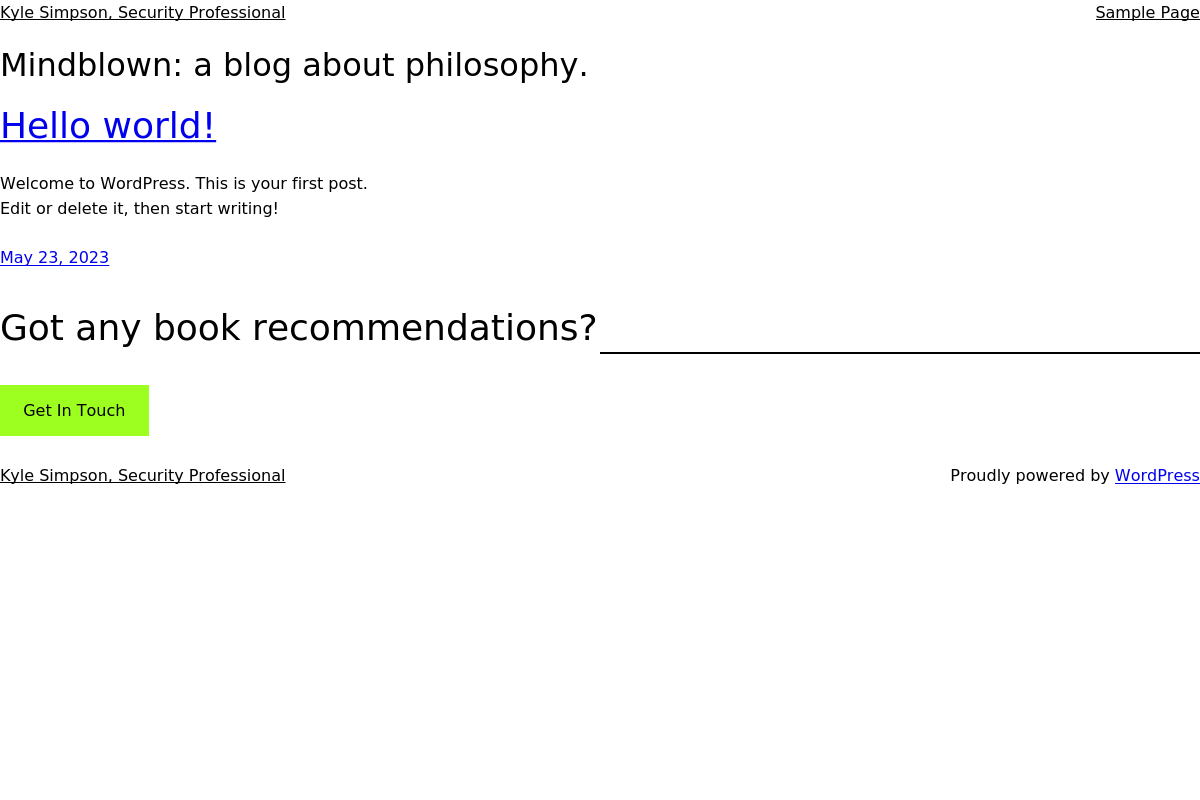 Kyle Simpson, Security Professional
Sample Page
Mindblown: a blog about philosophy.
Hello world!
Welcome to WordPress. This is your first post.
Edit or delete it, then start writing!
May 23, 2023
Got any book recommendations?
Get In Touch
Kyle Simpson, Security Professional
Proudly powered by WordPress